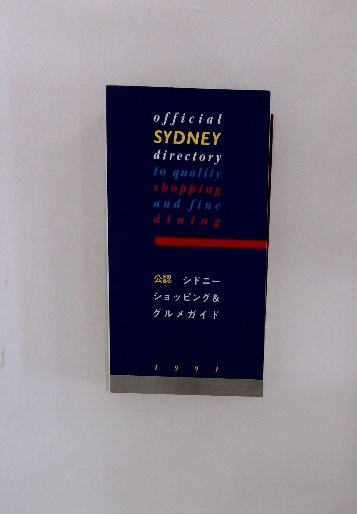 official
SYDNEY
directory
to quality
shopping
and fine
dining
公認 シドニー
ショッピング&
グルメガイド
1991